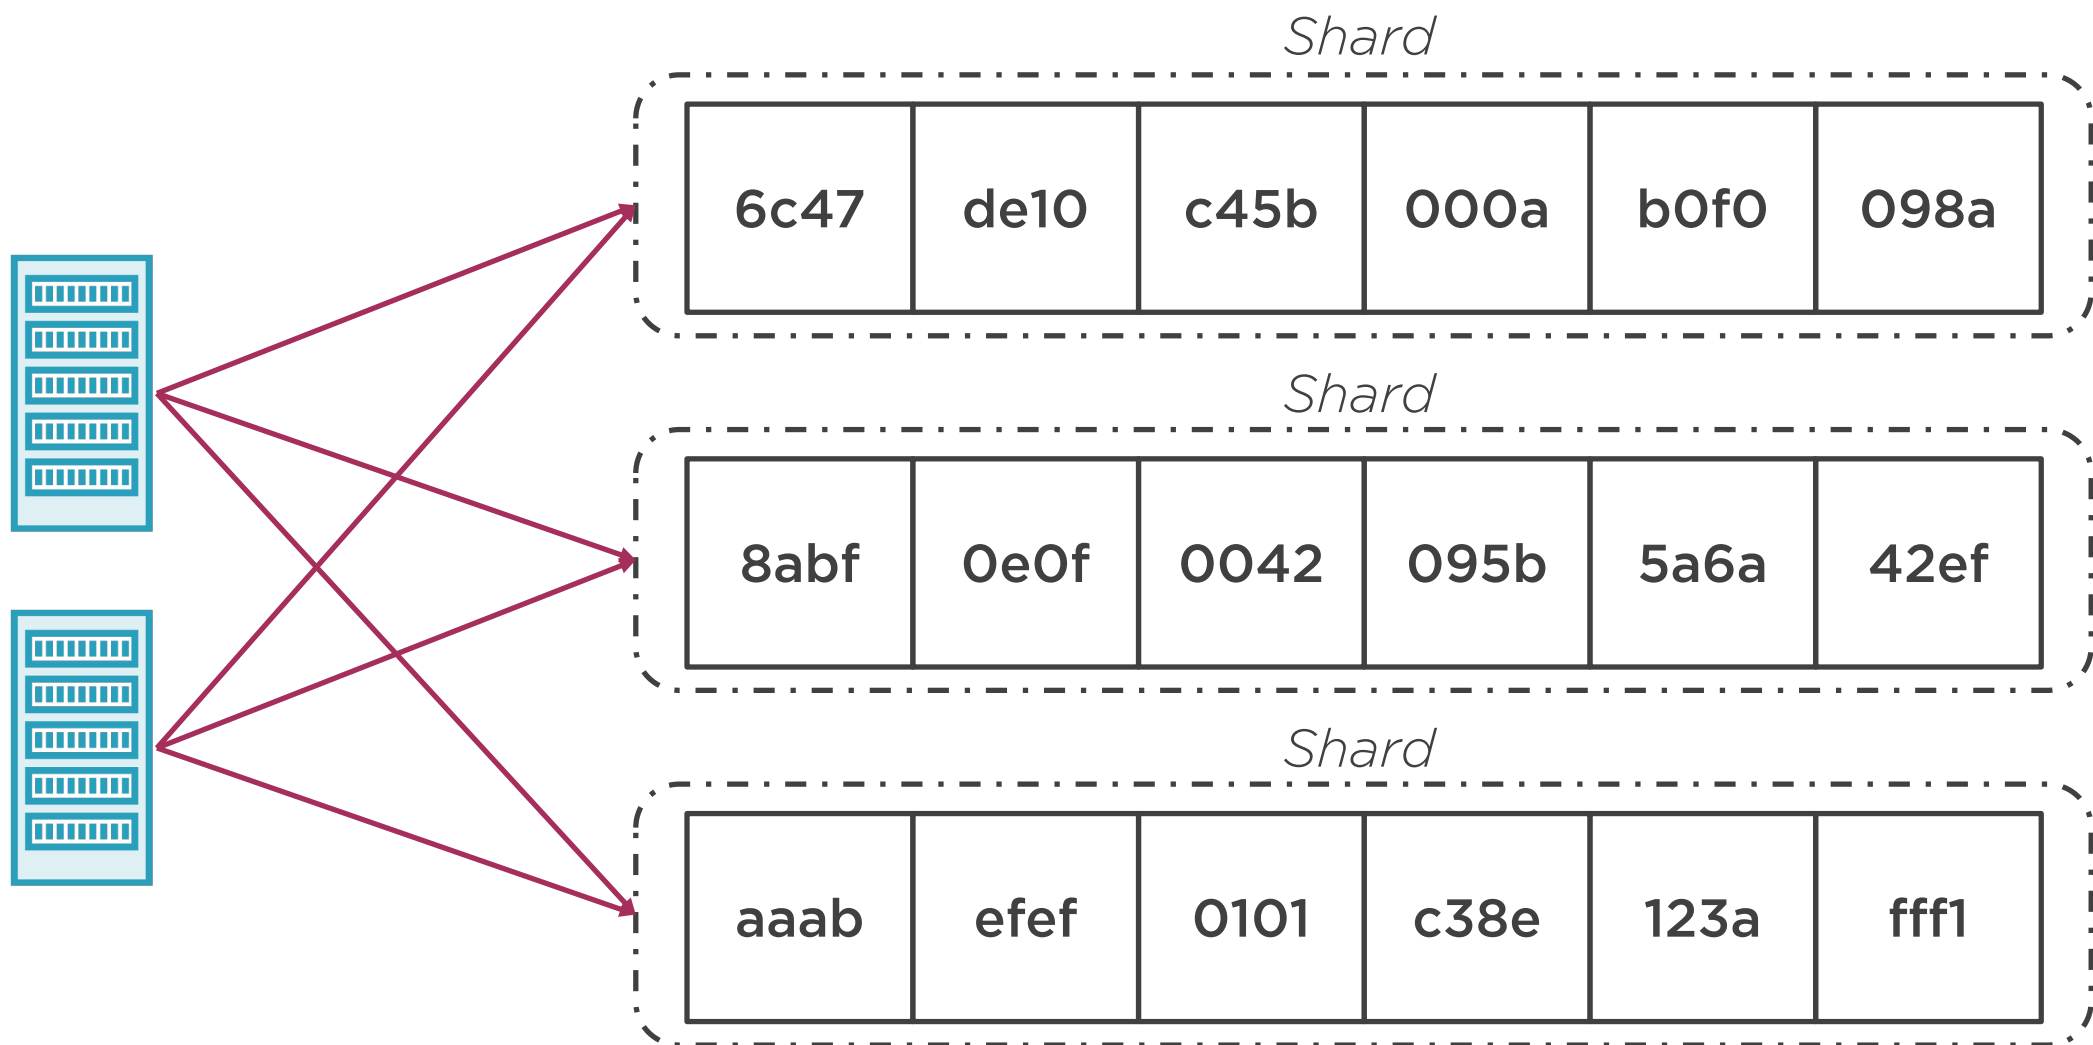 Shard
6c47 de10 c45b 000a b0f0 098a
Shard
8abf 0e0f 0042 095b 5a6a 42ef
Shard
aaab efef 0101 c38e 123a fff1